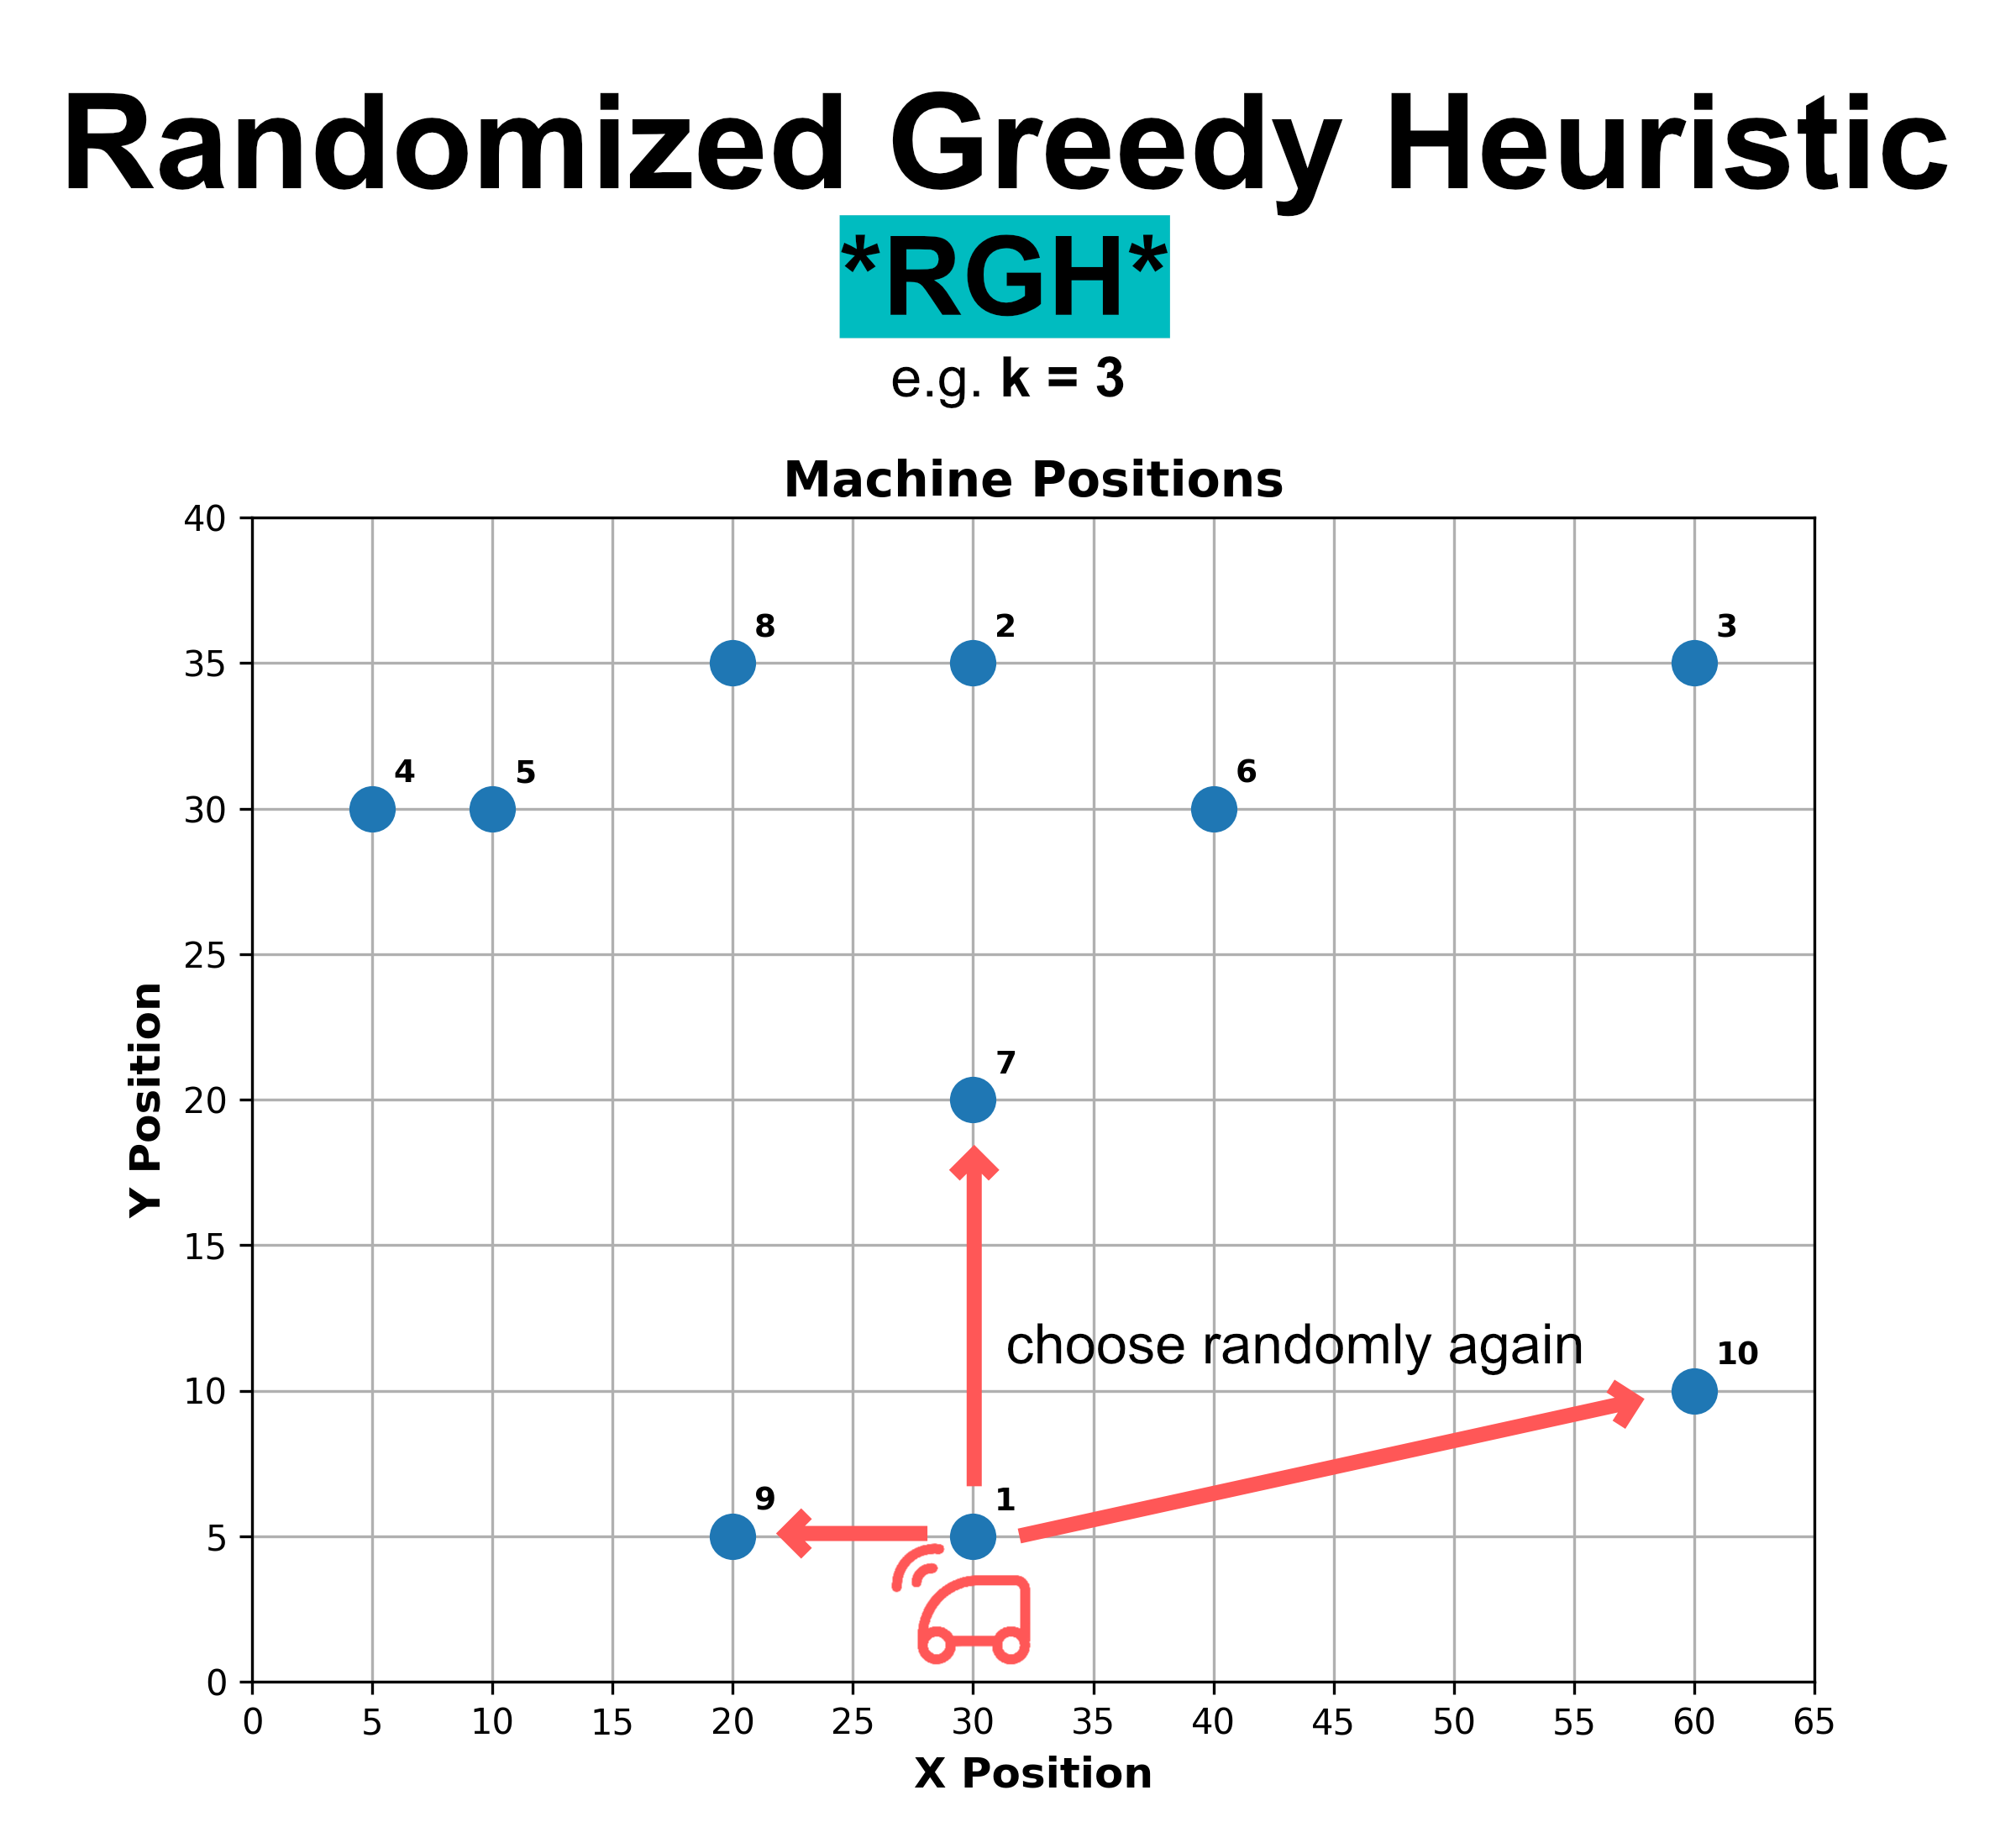 Randomized Greedy Heuristic
*RGH*
e.g. k = 3
Machine Positions
40
8
2
3
35
4
5
6
30
25
7
20
15
choose randomly again
10
10
9
1
5
0
Y Position
0 5 10 15 20 25 30 35 40 45 50 55 60 65
X Position